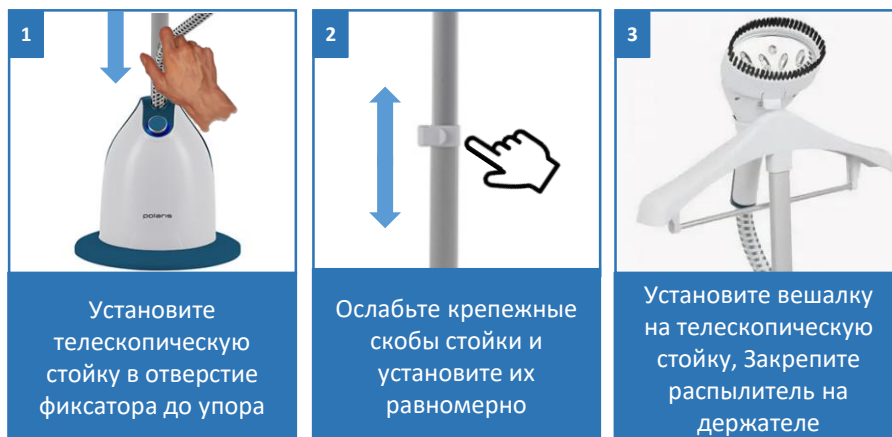 1
polaris
Установите
телескопическую
стойку в отверстие
фиксатора до упора
2
Ослабьте крепежные
скобы стойки и
установите их
равномерно
3
Установите вешалку
на телескопическую
стойку, Закрепите
распылитель на
держателе